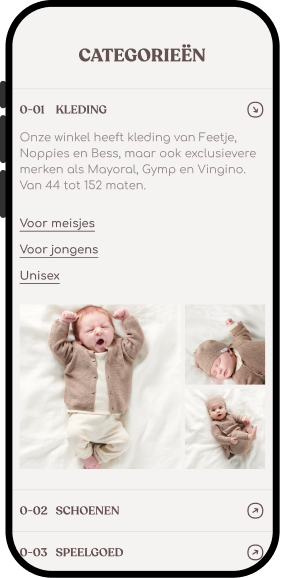 CATEGORIEËN
0-01 KLEDING
Onze winkel heeft kleding van Feetje,
Noppies en Bess, maar ook exclusievere
merken als Mayoral, Gymp en Vingino.
Van 44 tot 152 maten.
Voor meisjes
Voor jongens
Unisex
0-02 SCHOENEN
0-03 SPEELGOED